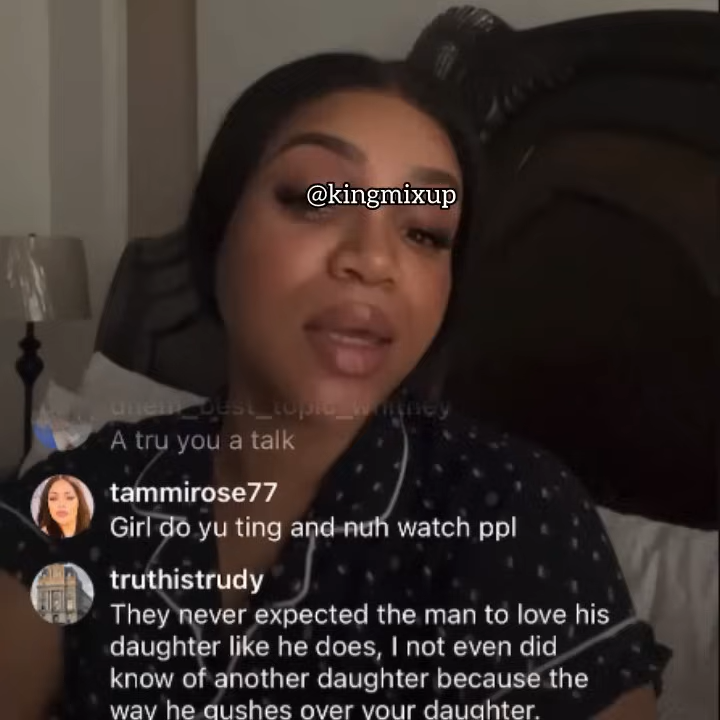 @kingmixup
A tru you a talk
tammirose77
Girl do yu ting and nuh watch ppl
truthistrudy
They never expected the man to love his
daughter like he does, I not even did
know of another daughter because the
way he gushes over your daughter.